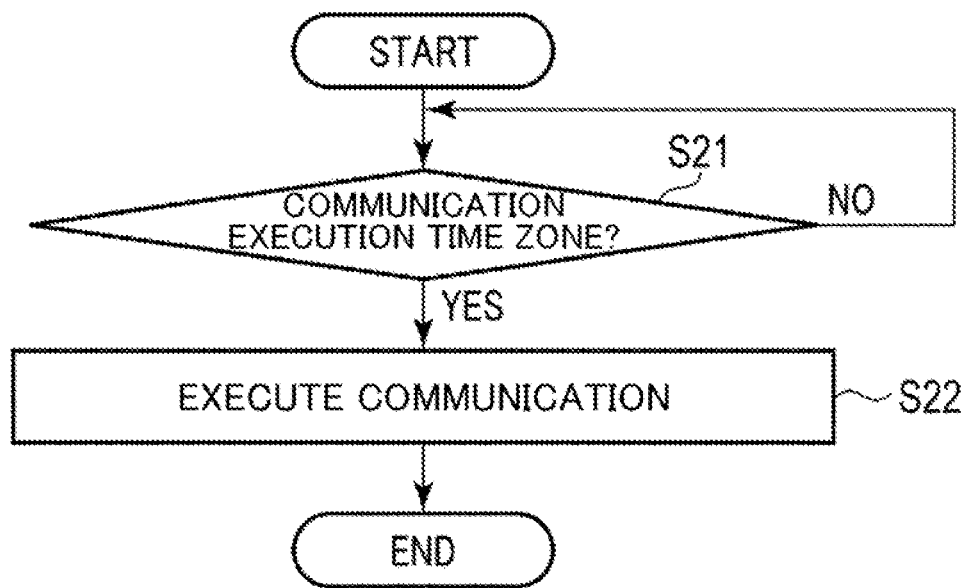 START
S21
COMMUNICATION
EXECUTION TIME ZONE?
NO
YES
EXECUTE COMMUNICATION
S22
END